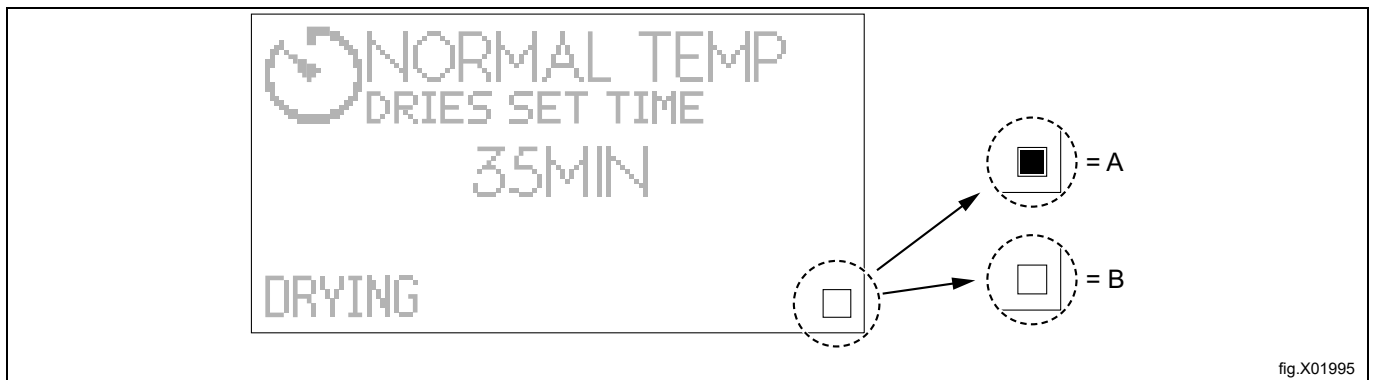 NORMAL TEMP
DRIES SET TIME
35MIN
= A
= B
DRYING
fig.X01995